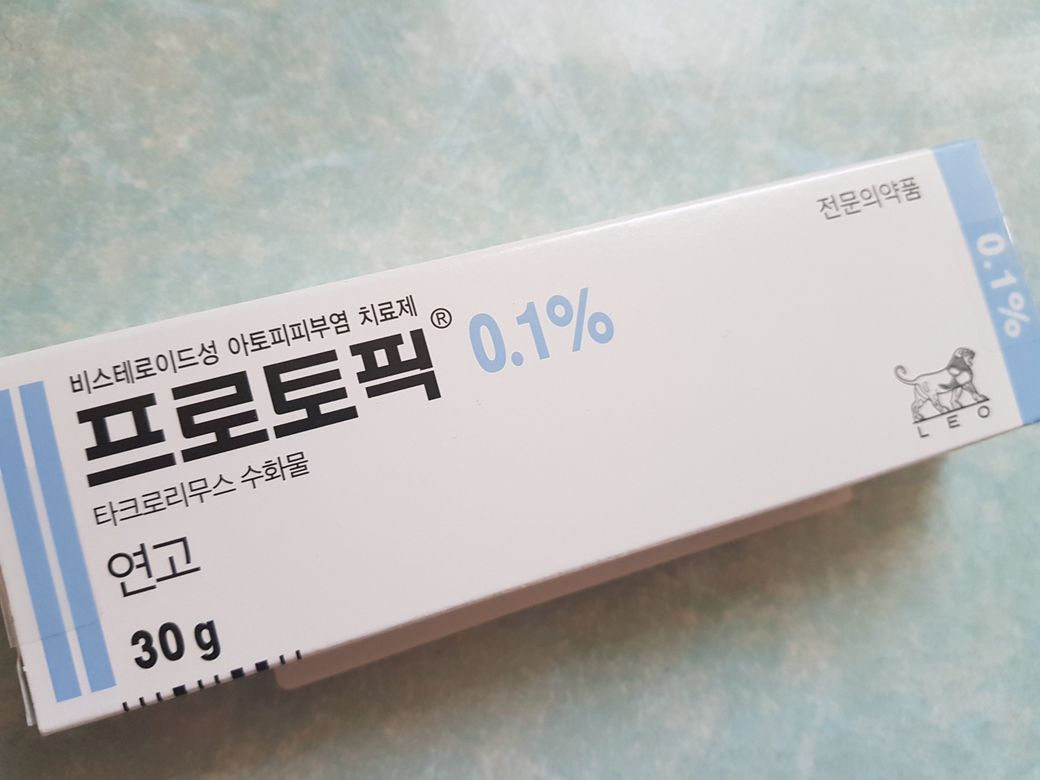 전문의약품
0.1%
비스테로이드성 아토피피부염 치료제
프로토픽® 0.1%
타크로리무스 수화물
연고
30 g
LEO